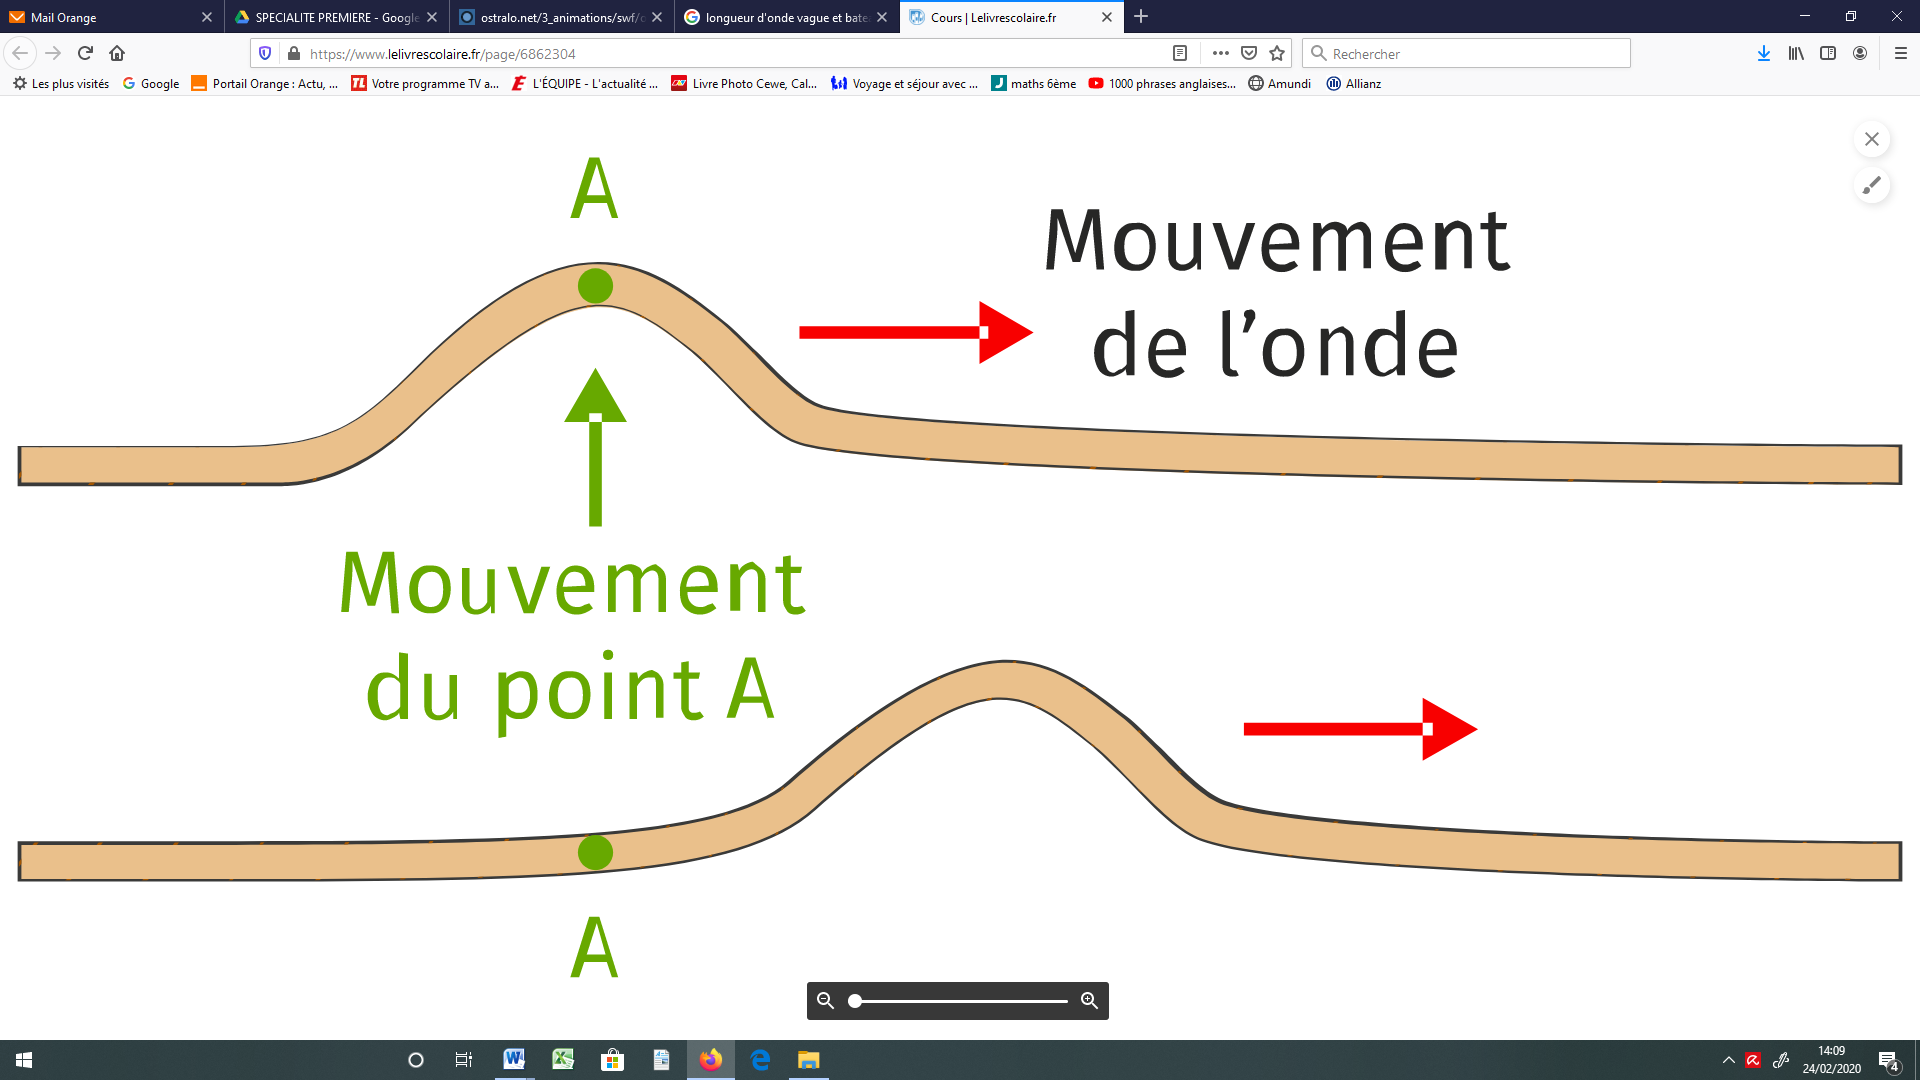 Mail Orange
SPECIALITE PREMIERE - Google
ostralo.net/3_animations/swf/o
longueur d'onde vague et bate
Cours | Lelivrescolaire.fr
https://www.lelivrescolaire.fr/page/6862304
Rechercher
Les plus visités
Google
Portail Orange : Actu, ...
Votre programme TV a...
L'ÉQUIPE - L'actualité ...
Livre Photo Cewe, Cal...
Voyage et séjour avec ...
maths 6ème
1000 phrases anglaises...
Amundi
Allianz
A
Mouvement
de l’onde
Mouvement
du point A
A
14:09
24/02/2020
4